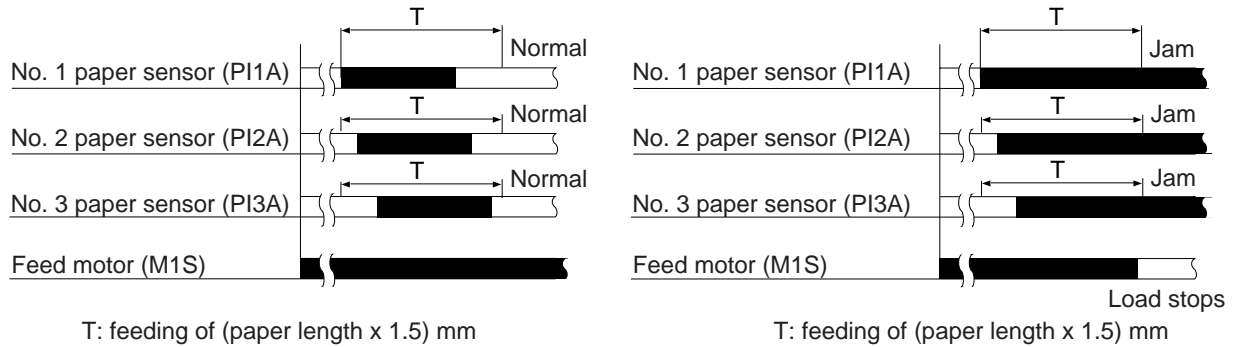 T
Normal
No. 1 paper sensor (PI1A)
T
Normal
No. 2 paper sensor (PI2A)
T
Normal
No. 3 paper sensor (PI3A)
Feed motor (M1S)
T: feeding of (paper length x 1.5) mm
T
Jam
No. 1 paper sensor (PI1A)
T
Jam
No. 2 paper sensor (PI2A)
T
Jam
No. 3 paper sensor (PI3A)
Feed motor (M1S)
Load stops
T: feeding of (paper length x 1.5) mm